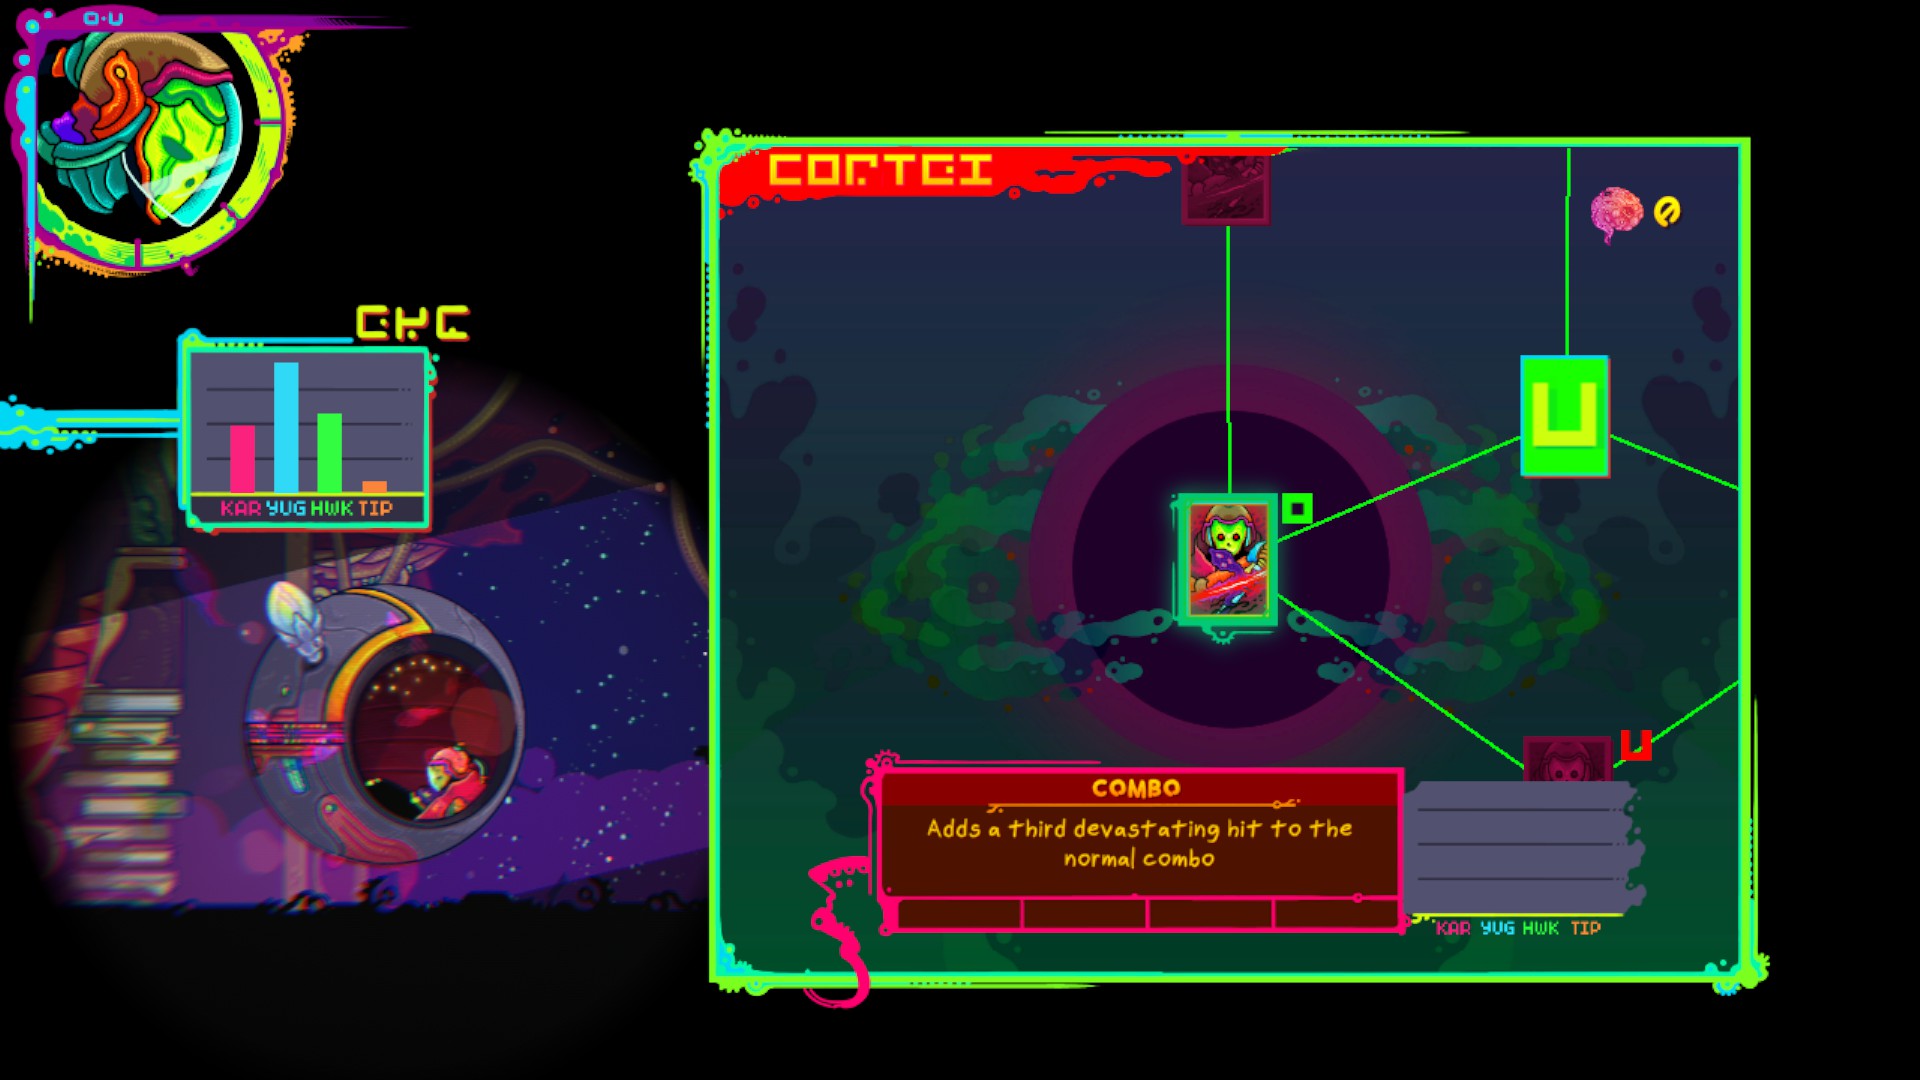 COMBO
Adds a third devastating hit to the
normal combo
KAR YUG HWK TIP
KAR YUG HWK TIP